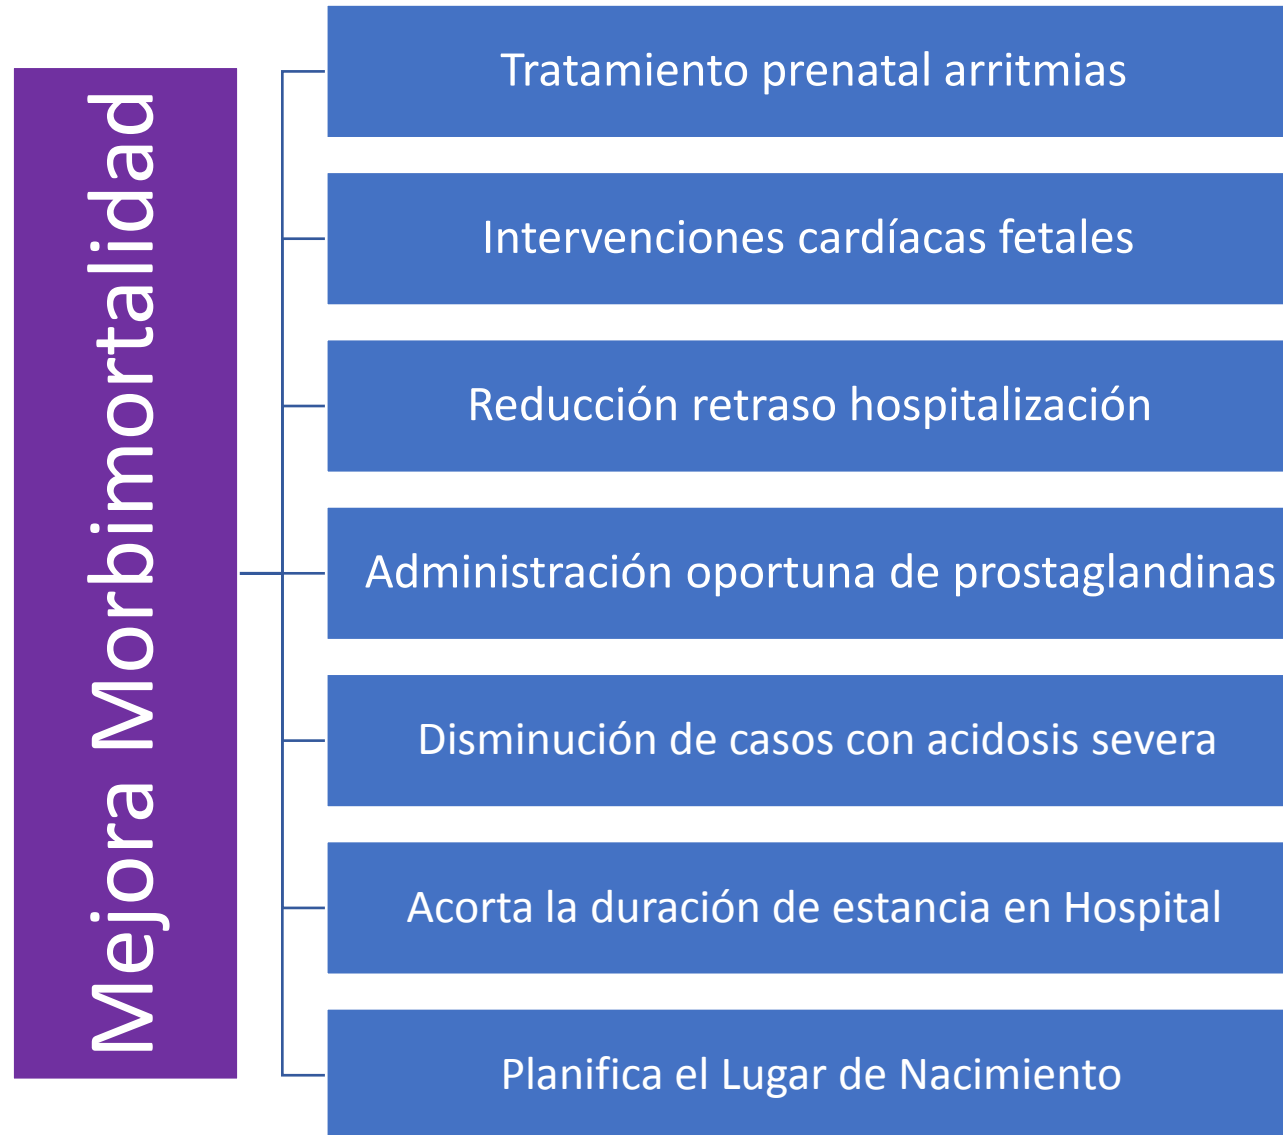 Mejora Morbimortalidad
Tratamiento prenatal arritmias
Intervenciones cardíacas fetales
Reducción retraso hospitalización
Administración oportuna de prostaglandinas
Disminución de casos con acidosis severa
Acorta la duración de estancia en Hospital
Planifica el Lugar de Nacimiento